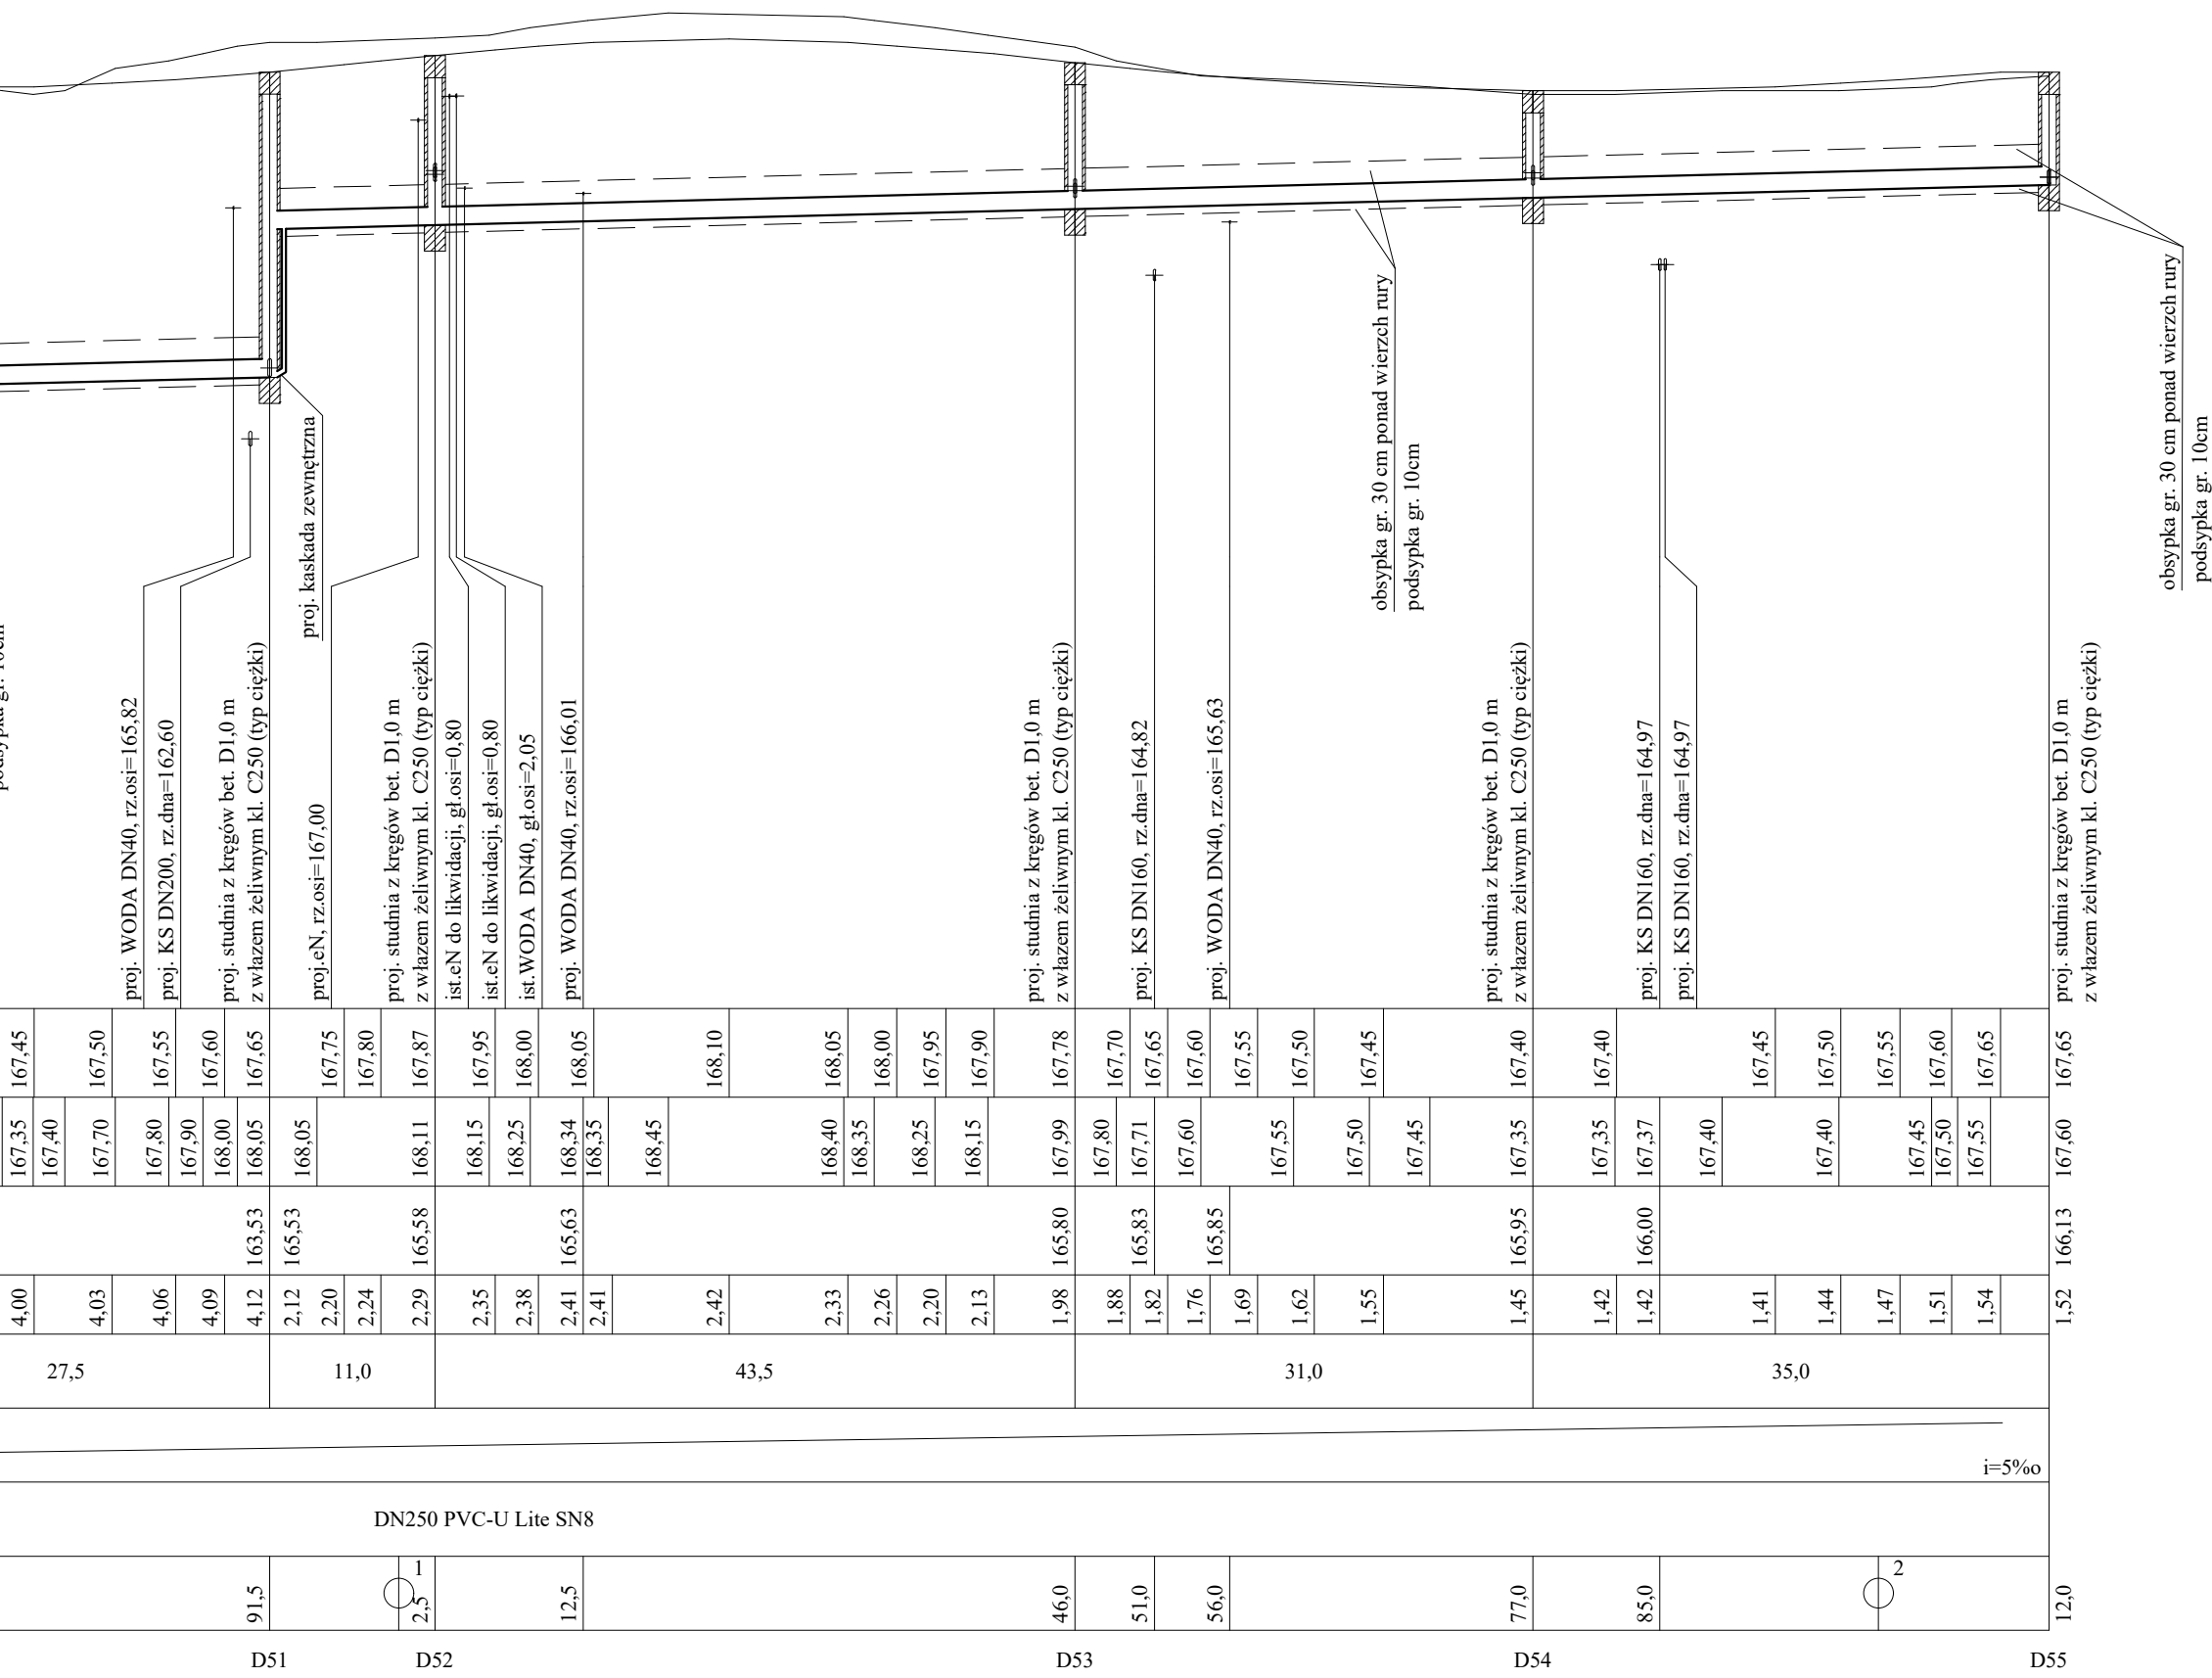 podsypka gr. 10cm
proj. WODA DN40, rz.osi=165,82
proj. KS DN200, rz.dna=162,60
proj. studnia z kręgów bet. D1,0 m
z włazem żeliwnym kl. C250 (typ ciężki)
proj. kaskada zewnętrzna
proj.eN, rz.osi=167,00
proj. studnia z kręgów bet. D1,0 m
z włazem żeliwnym kl. C250 (typ ciężki)
ist.eN do likwidacji, gł.osi=0,80
ist.eN do likwidacji, gł.osi=0,80
ist.WODA DN40, gł.osi=2,05
proj. WODA DN40, rz.osi=166,01
proj. studnia z kręgów bet. D1,0 m
z włazem żeliwnym kl. C250 (typ ciężki)
proj. KS DN160, rz.dna=164,82
proj. WODA DN40, rz.osi=165,63
obsypka gr. 30 cm ponad wierzch rury
podsypka gr. 10cm
proj. studnia z kręgów bet. D1,0 m
z włazem żeliwnym kl. C250 (typ ciężki)
proj. KS DN160, rz.dna=164,97
proj. KS DN160, rz.dna=164,97
proj. studnia z kręgów bet. D1,0 m
z włazem żeliwnym kl. C250 (typ ciężki)
obsypka gr. 30 cm ponad wierzch rury
podsypka gr. 10cm
167,45 167,50 167,55 167,60 167,65 167,75 167,80 167,87 167,95 168,00 168,05 168,10 168,05 168,00 167,95 167,90 167,78 167,70 167,65 167,60 167,55 167,50 167,45 167,40 167,40 167,45 167,50 167,55 167,60 167,65 167,65
167,35 167,40 167,70 167,80 167,90 168,00 168,05 168,05 168,11 168,15 168,25 168,34 168,35 168,45 168,40 168,35 168,25 168,15 167,99 167,80 167,71 167,60 167,55 167,50 167,45 167,35 167,35 167,37 167,40 167,40 167,45 167,50 167,55 167,60
163,53 165,53 165,58 165,63 165,80 165,83 165,85 165,95 166,00 166,13
4,00 4,03 4,06 4,09 4,12 2,12 2,20 2,24 2,29 2,35 2,38 2,41 2,41 2,42 2,33 2,26 2,20 2,13 1,98 1,88 1,82 1,76 1,69 1,62 1,55 1,45 1,42 1,42 1,41 1,44 1,47 1,51 1,54 1,52
27,5 11,0 43,5 31,0 35,0
i=5%o
DN250 PVC-U Lite SN8
91,5 1 2,5 12,5 46,0 51,0 56,0 77,0 85,0 2 12,0
D51 D52 D53 D54 D55